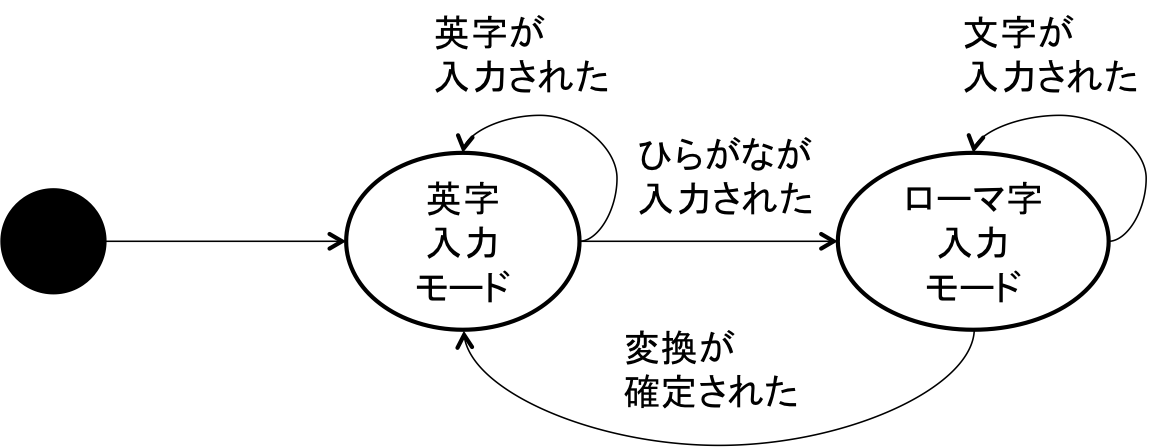 英字が
入力された
文字が
入力された
ひらがなが
入力された
英字
入力
モード
ローマ字
入力
モード
変換が
確定された